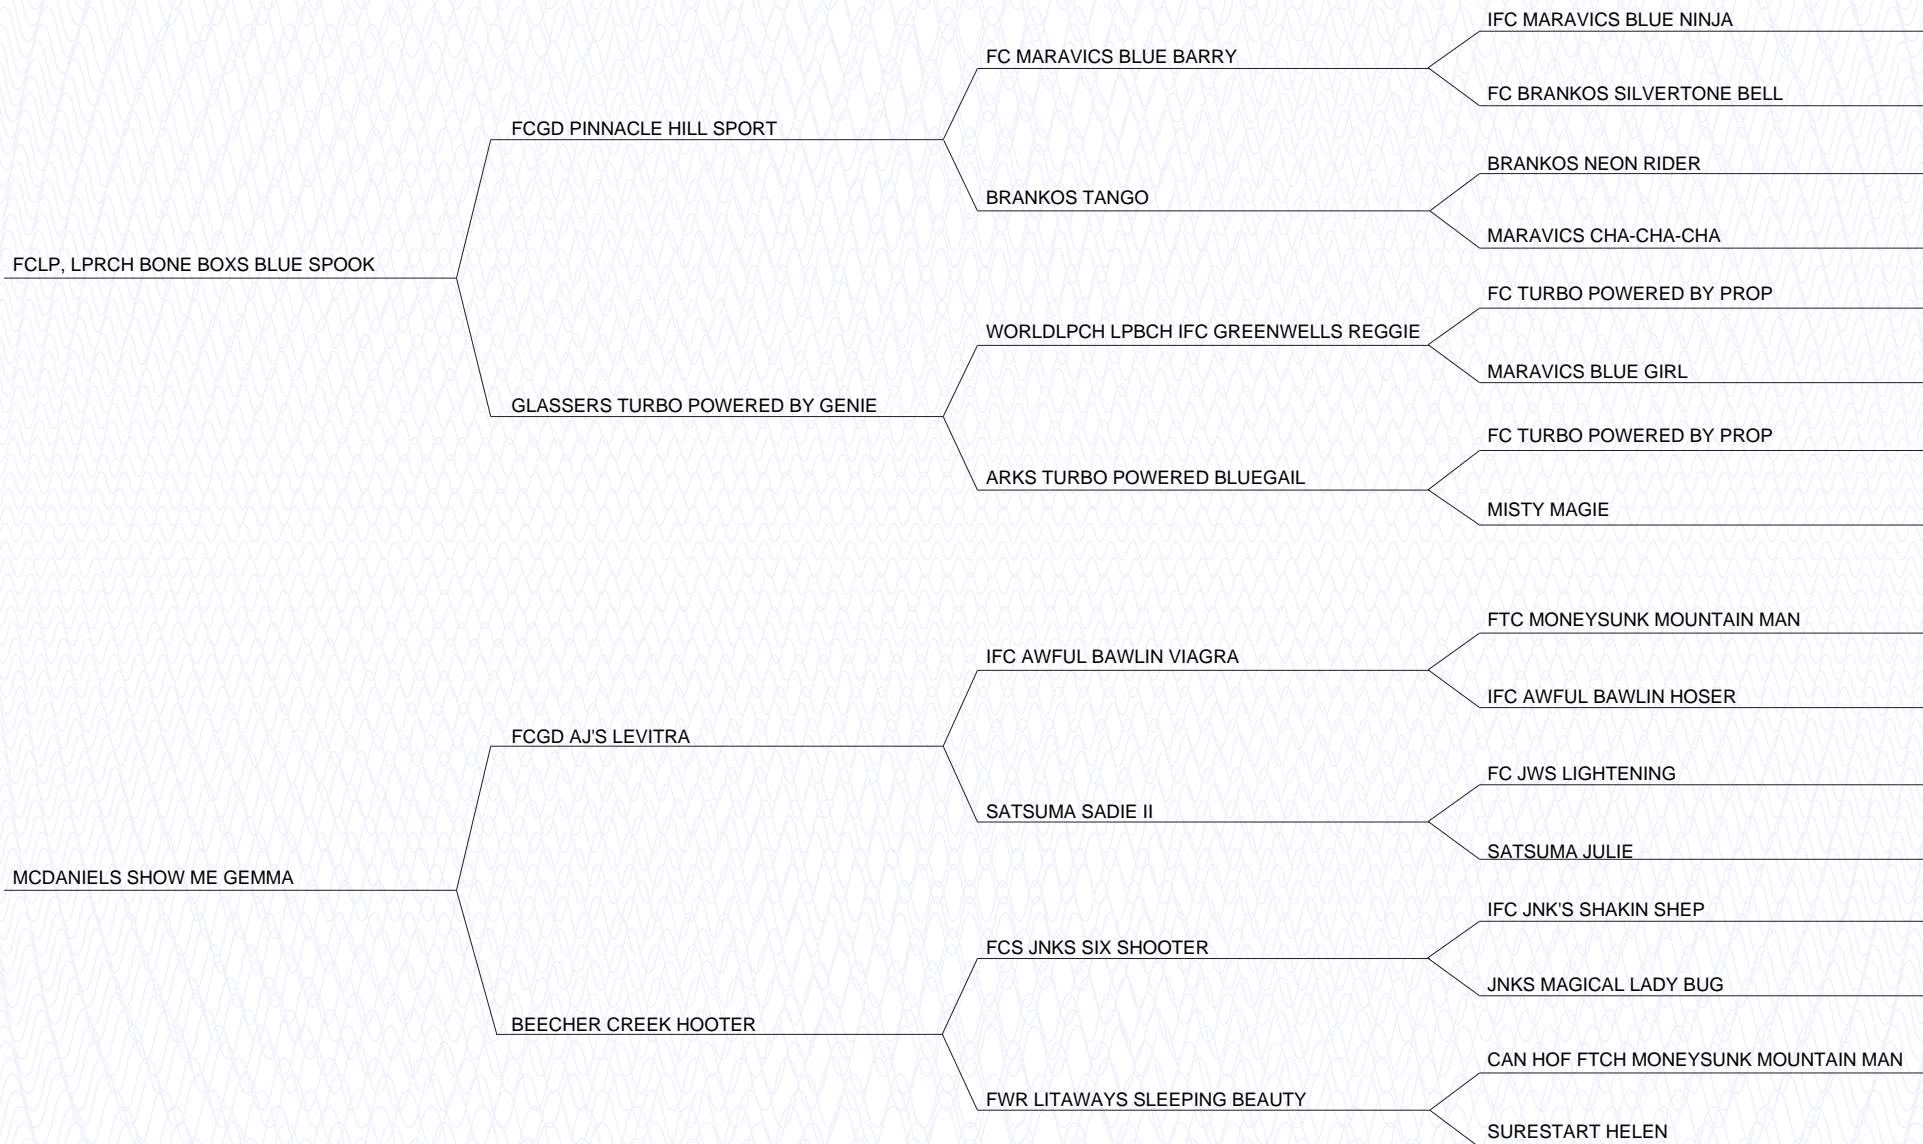 IFC MARAVICS BLUE NINJA
FC MARAVICS BLUE BARRY
FC BRANKOS SILVERTONE BELL
FCGD PINNACLE HILL SPORT
BRANKOS NEON RIDER
BRANKOS TANGO
MARAVICS CHA-CHA-CHA
FCLP, LPRCH BONE BOXS BLUE SPOOK
FC TURBO POWERED BY PROP
WORLDLPCH LPBCH IFC GREENWELLS REGGIE
MARAVICS BLUE GIRL
GLASSERS TURBO POWERED BY GENIE
FC TURBO POWERED BY PROP
ARKS TURBO POWERED BLUEGAIL
MISTY MAGIE
FTC MONEYSUNK MOUNTAIN MAN
IFC AWFUL BAWLIN VIAGRA
IFC AWFUL BAWLIN HOSER
FCGD AJ'S LEVITRA
FC JWS LIGHTENING
SATSUMA SADIE II
SATSUMA JULIE
MCDANIELS SHOW ME GEMMA
IFC JNK'S SHAKIN SHEP
FCS JNKS SIX SHOOTER
JNKS MAGICAL LADY BUG
BEECHER CREEK HOOTER
CAN HOF FTCH MONEYSUNK MOUNTAIN MAN
FWR LITAWAYS SLEEPING BEAUTY
SURESTART HELEN